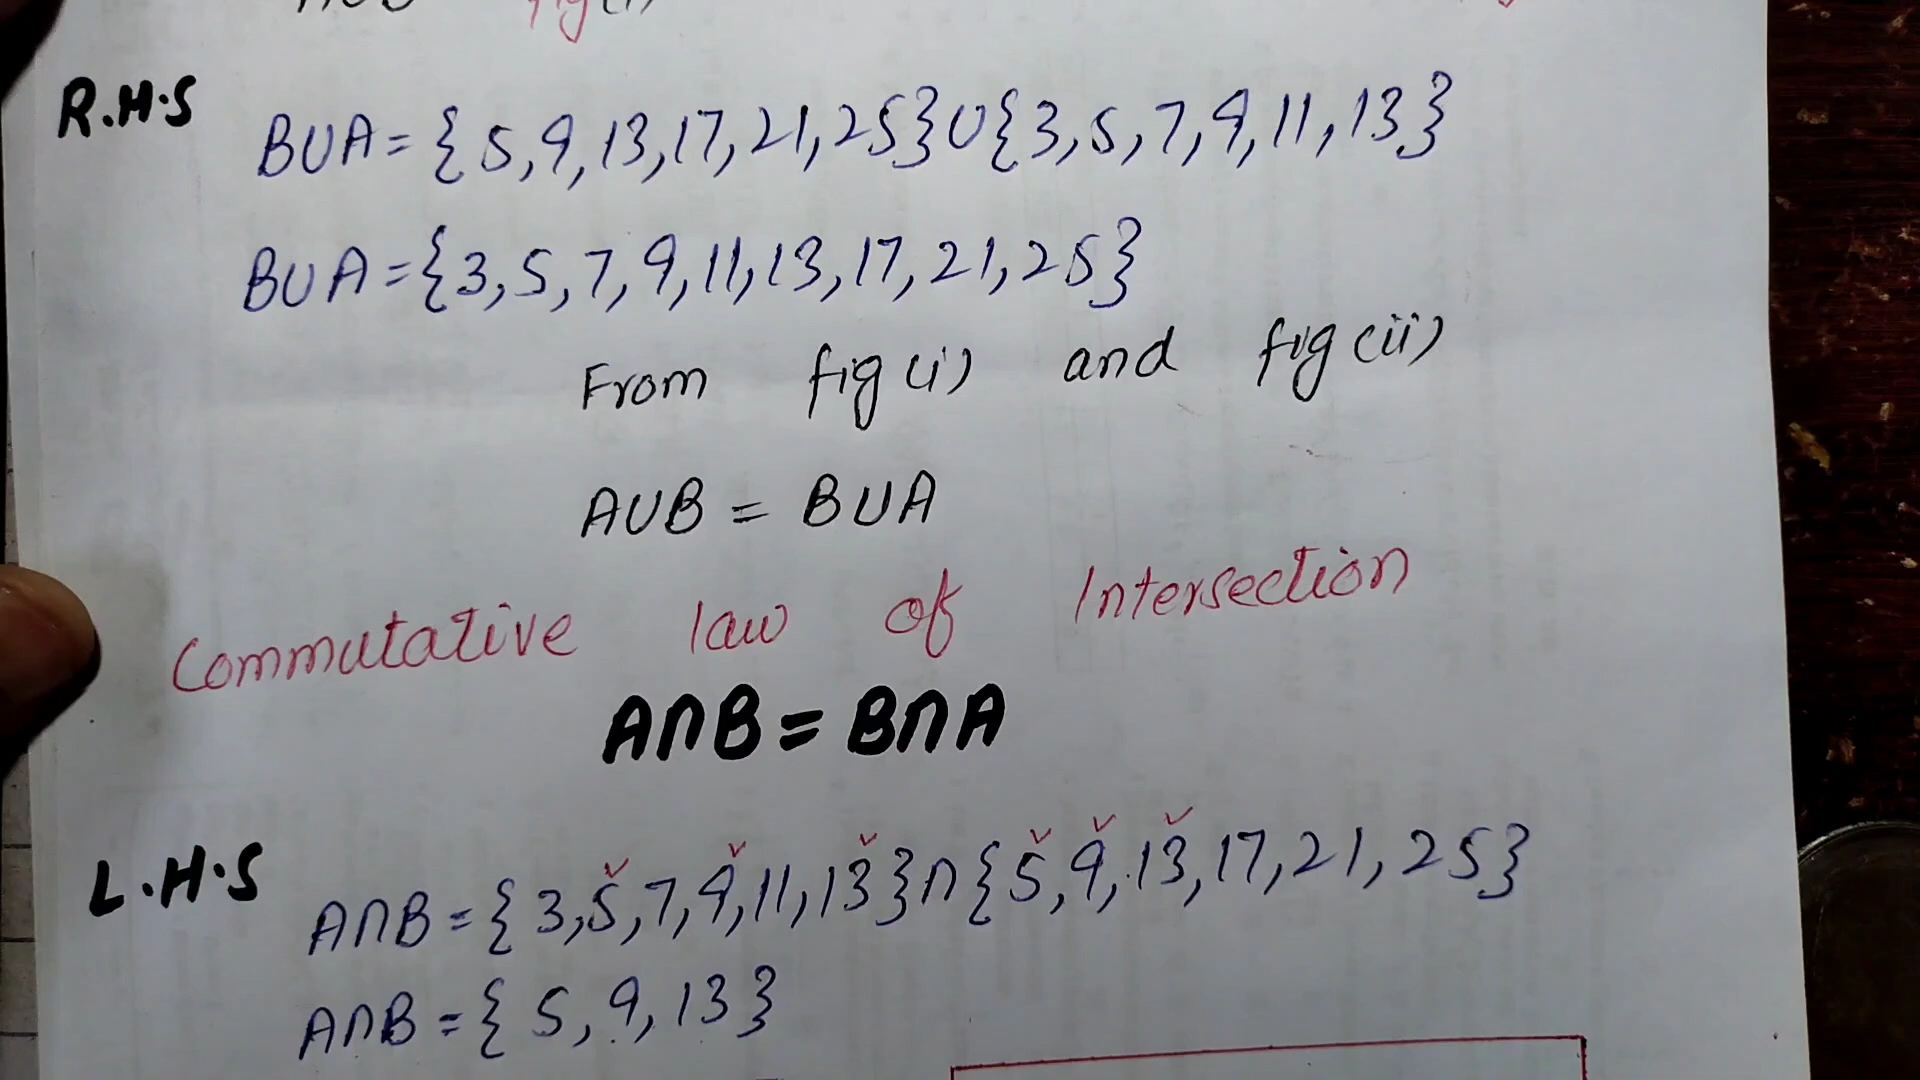 R.H.S
B∪A = {5,9,13,17,21,25}∪{3,5,7,9,11,13}
B∪A = {3,5,7,9,11,13,17,21,25}
From fig(i) and fig(ii)
A∪B = B∪A
Commutative law of Intersection
A∩B = B∩A
L.H.S
A∩B = {3,5,7,9,11,13}∩{5,9,13,17,21,25}
A∩B = {5,9,13}